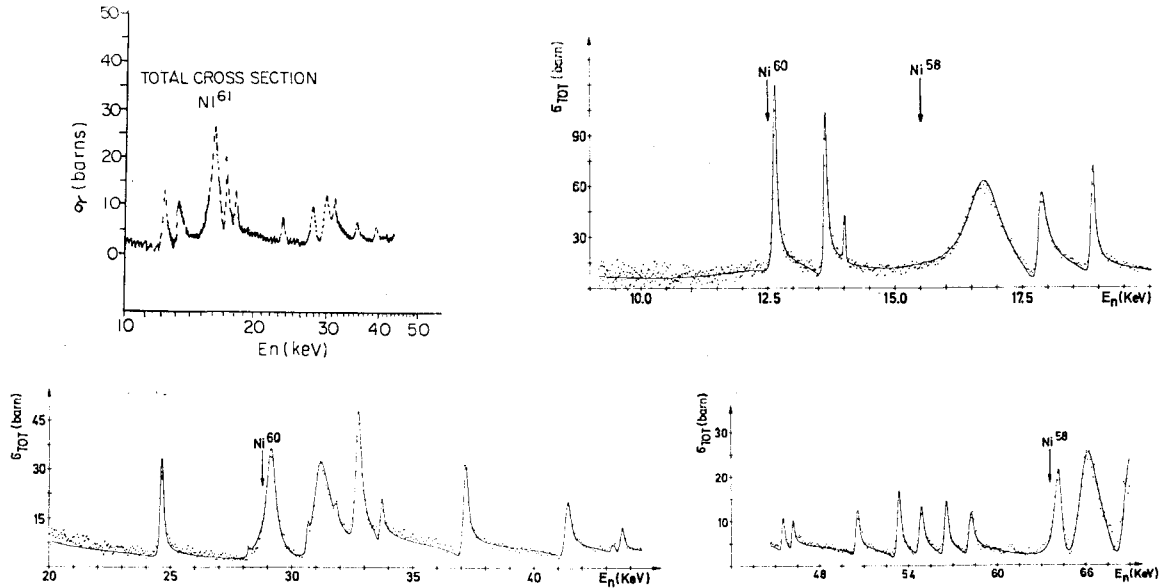 50
40
30
20
10
0
σT (barns)
TOTAL CROSS SECTION
NI61
10 20 30 40 50
En (keV)
σTOT (barn)
90
60
30
Ni60
Ni58
10.0 12.5 15.0 17.5 En(KeV)
σTOT (barn)
45
30
15
Ni60
20 25 30 35 40 En(KeV)
σTOT (barn)
30
20
10
Ni58
48 54 60 66 En(KeV)